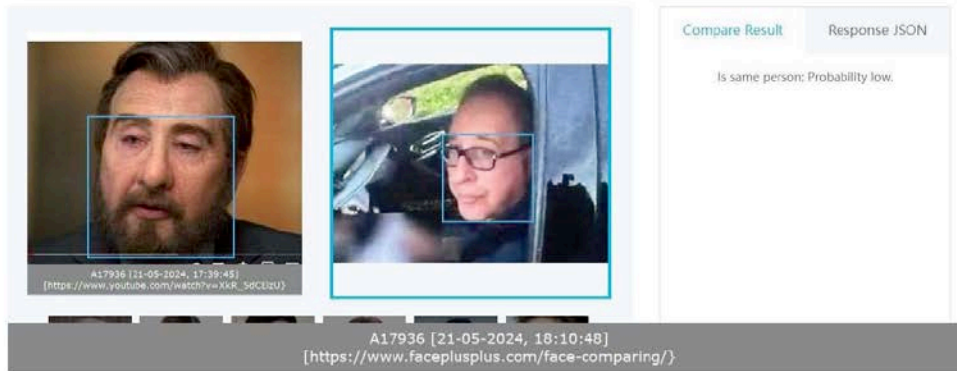 Compare Result
Response JSON
Is same person: Probability low.
A17936 [21-05-2024, 17:39:45]
[https://www.youtube.com/watch?v=XkR_5dCEizU}
A17936 [21-05-2024, 18:10:48]
[https://www.faceplusplus.com/face-comparing/}